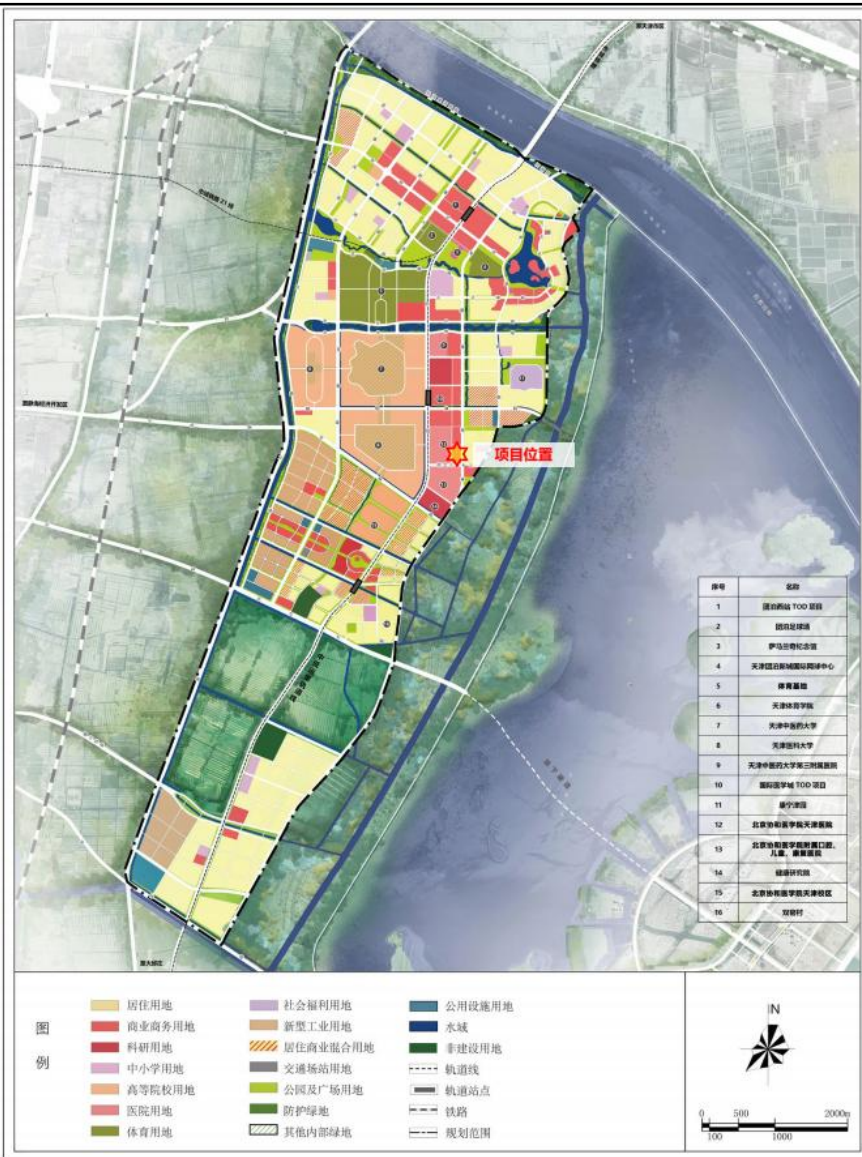 项目位置
序号 名称
1 团泊西站 TOD 项目
2 团泊足球场
3 萨马兰奇纪念馆
4 天津团泊新城国际网球中心
5 体育基地
6 天津体育学院
7 天津中医药大学
8 天津医科大学
9 天津中医药大学第三附属医院
10 国际医学城 TOD 项目
11 康宁津园
12 北京协和医学院天津医院
13 北京协和医学院附属口腔、
儿童、康复医院
14 健康研究院
15 北京协和医学院天津校区
16
图
例
居住用地
商业商务用地
科研用地
中小学用地
高等院校用地
医院用地
体育用地
社会福利用地
新型工业用地
居住商业混合用地
交通场站用地
公园及广场用地
防护绿地
其他内部绿地
公用设施用地
水域
非建设用地
轨道线
轨道站点
铁路
规划范围
N
0 500 2000m
100 1000